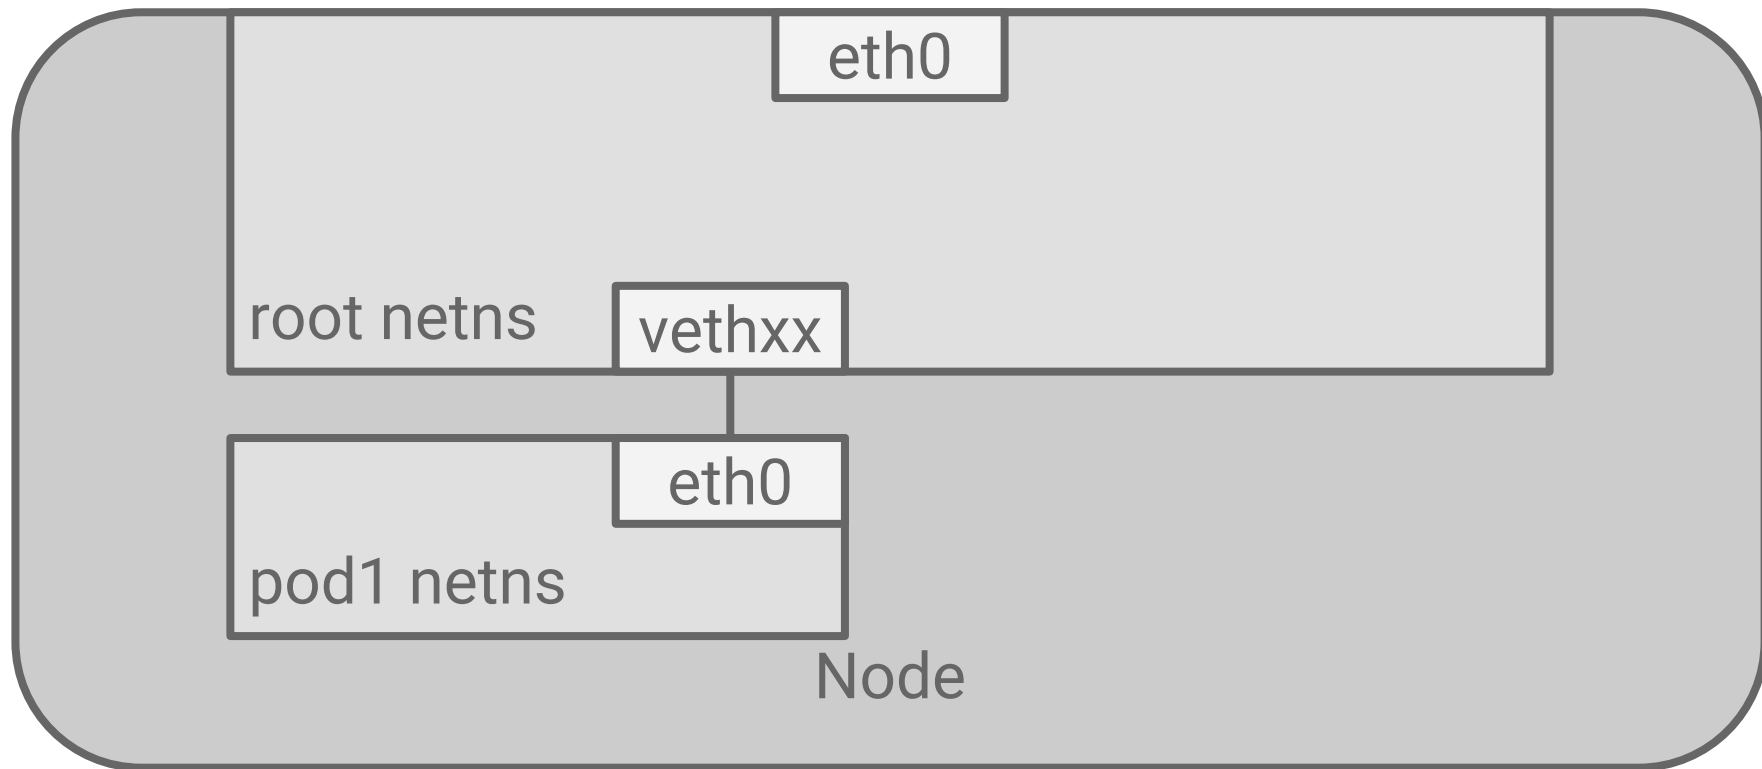 eth0
root netns
vethxx
eth0
pod1 netns
Node